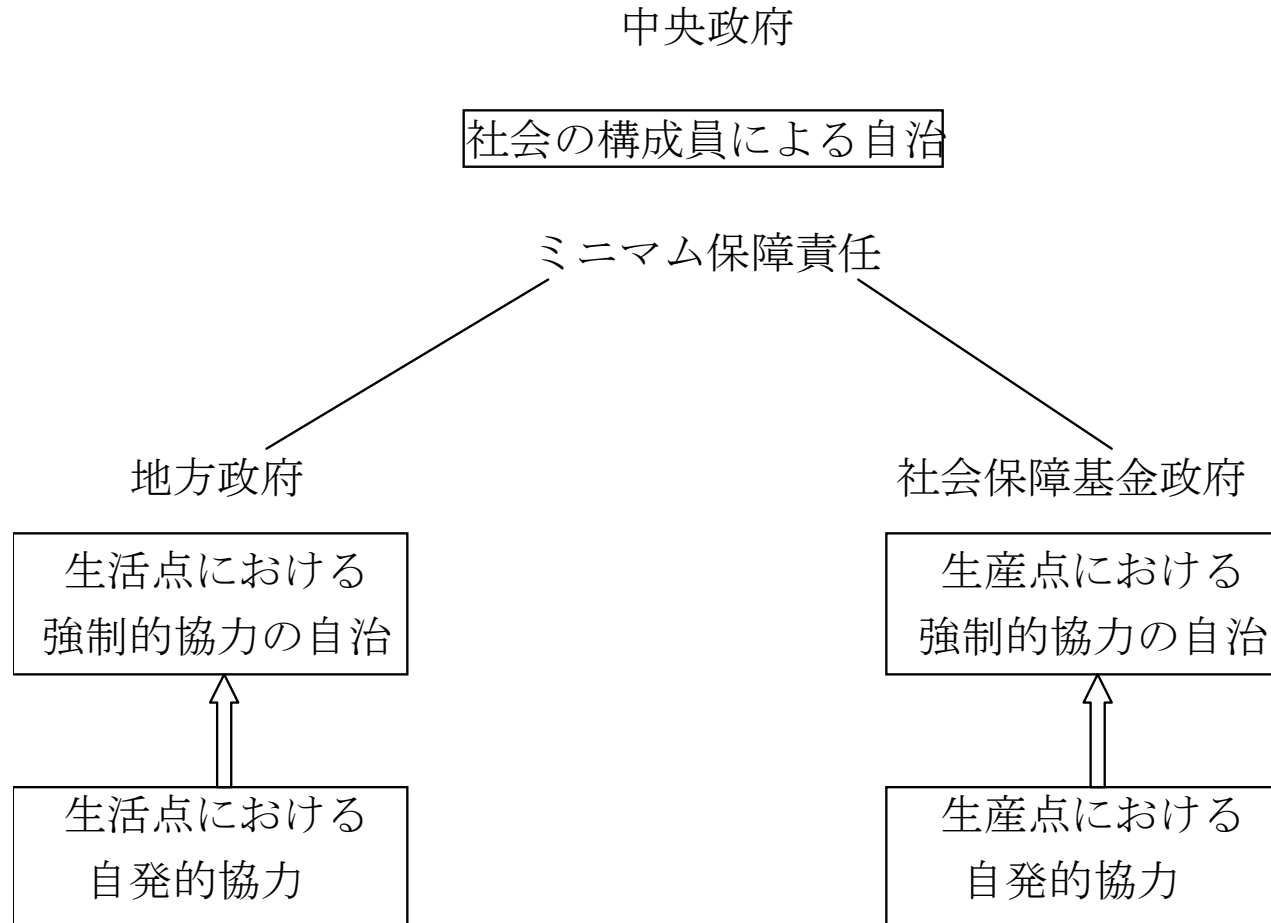 中央政府
社会の構成員による自治
ミニマム保障責任
地方政府
社会保障基金政府
生活点における
強制的協力の自治
生産点における
強制的協力の自治
生活点における
自発的協力
生産点における
自発的協力